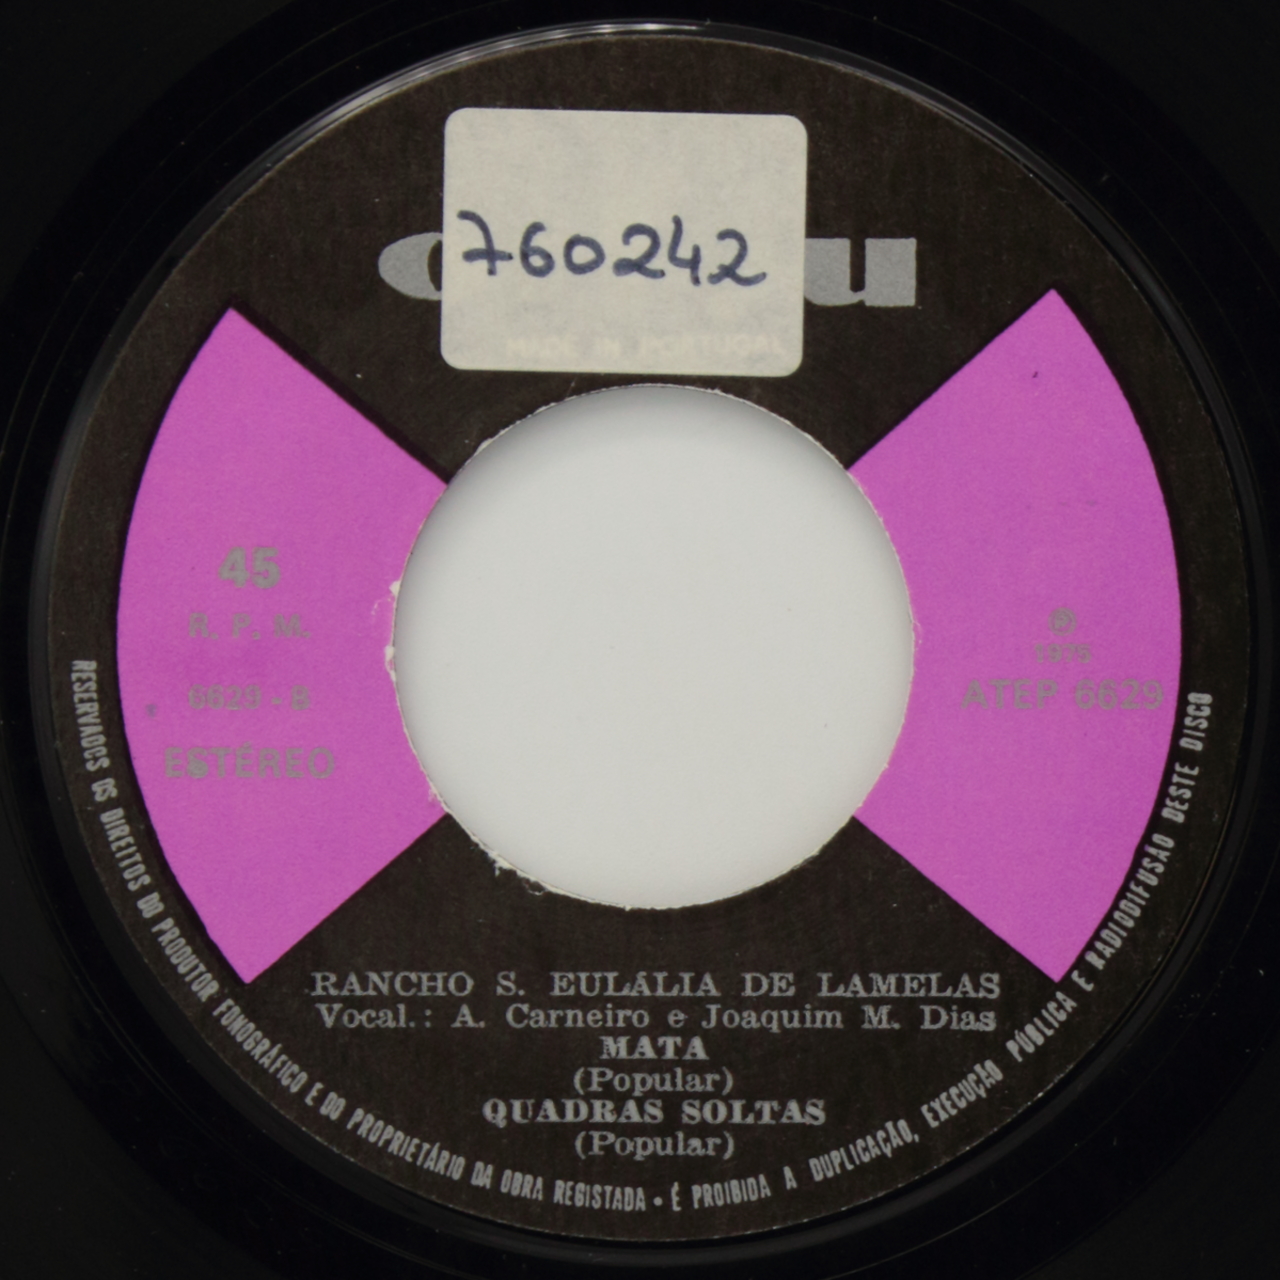 760242
MADE IN PORTUGAL
45
R. P. M.
6629 - B
ESTÉREO
Ⓟ
1975
ATEP 6629
RANCHO S. EULÁLIA DE LAMELAS
Vocal.: A. Carneiro e Joaquim M. Dias
MATA
(Popular)
QUADRAS SOLTAS
(Popular)
RESERVADOS OS DIREITOS DO PRODUTOR FONOGRÁFICO E DO PROPRIETÁRIO DA OBRA REGISTADA • É PROIBIDA A DUPLICAÇÃO, EXECUÇÃO PÚBLICA E RADIODIFUSÃO DESTE DISCO